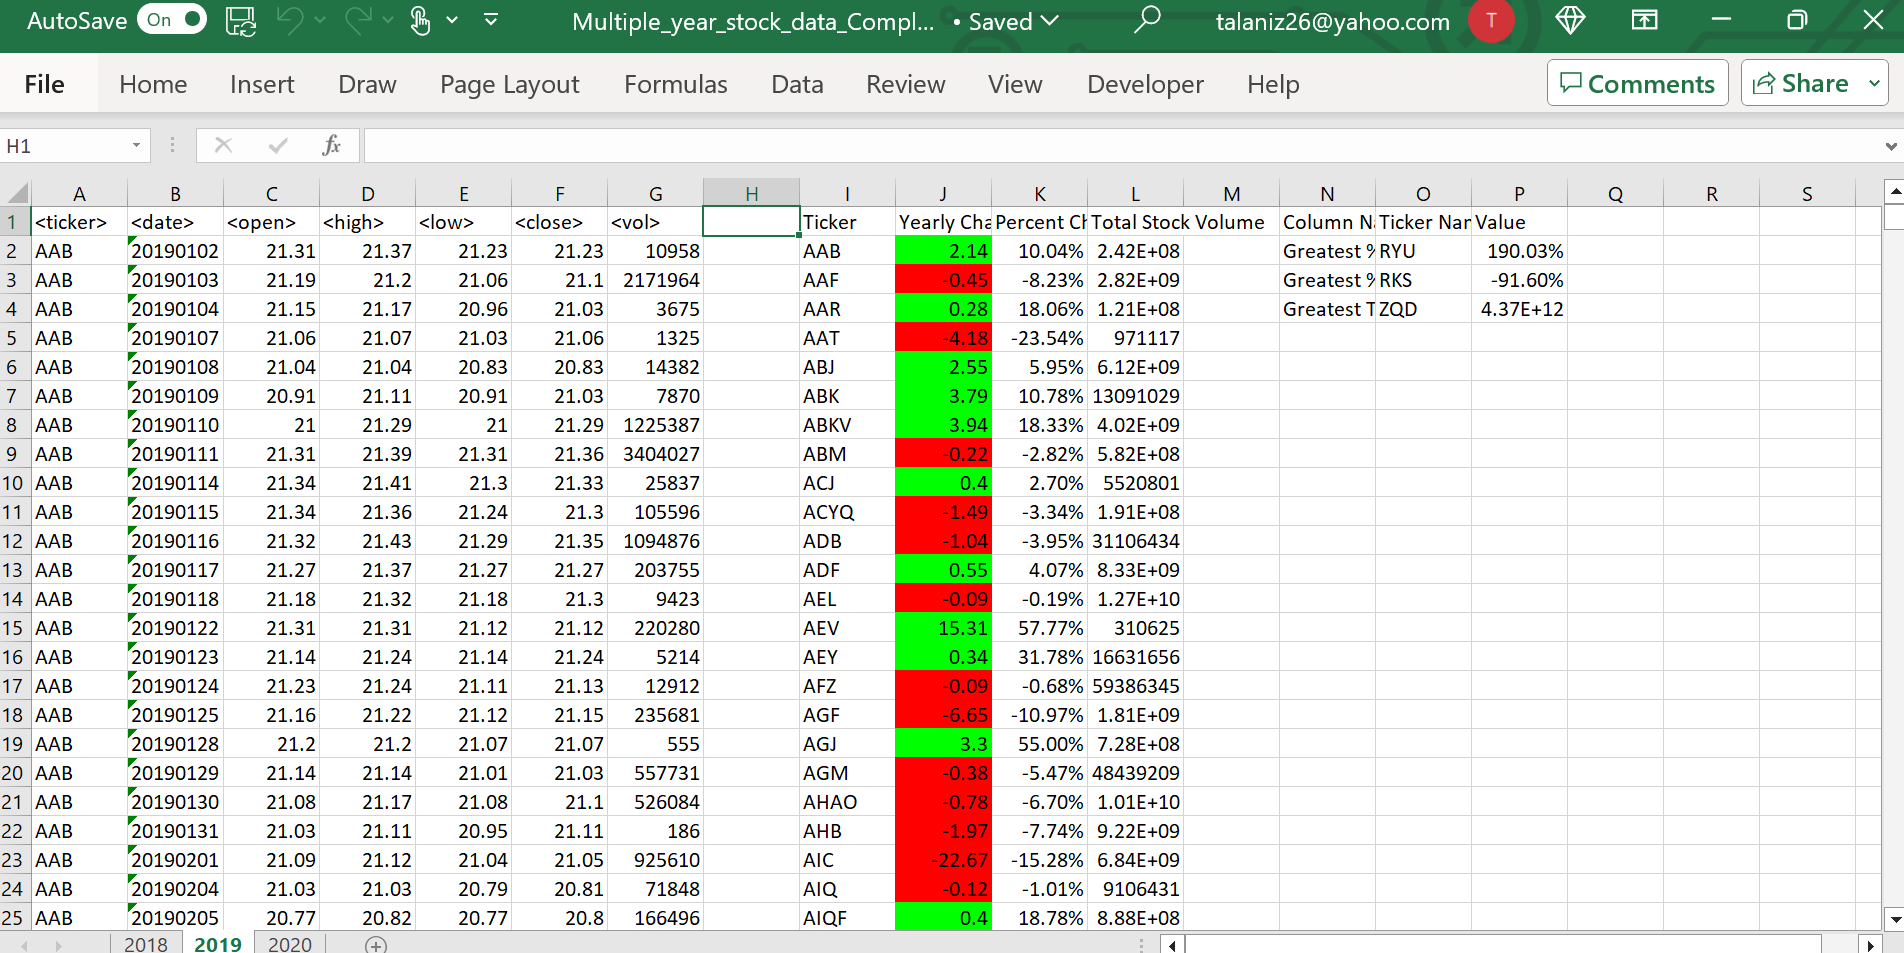 AutoSave On Multiple_year_stock_data_Compl... • Saved talaniz26@yahoo.com T
File Home Insert Draw Page Layout Formulas Data Review View Developer Help Comments Share
H1 fx
A B C D E F G H I J K L M N O P Q R S
1 <ticker> <date> <open> <high> <low> <close> <vol> Ticker Yearly Cha Percent Ch Total Stock Volume Column Na Ticker Nar Value
2 AAB 20190102 21.31 21.37 21.23 21.23 10958 AAB 2.14 10.04% 2.42E+08 Greatest % RYU 190.03%
3 AAB 20190103 21.19 21.2 21.06 21.1 2171964 AAF -0.45 -8.23% 2.82E+09 Greatest % RKS -91.60%
4 AAB 20190104 21.15 21.17 20.96 21.03 3675 AAR 0.28 18.06% 1.21E+08 Greatest T ZQD 4.37E+12
5 AAB 20190107 21.06 21.07 21.03 21.06 1325 AAT -4.18 -23.54% 971117
6 AAB 20190108 21.04 21.04 20.83 20.83 14382 ABJ 2.55 5.95% 6.12E+09
7 AAB 20190109 20.91 21.11 20.91 21.03 7870 ABK 3.79 10.78% 13091029
8 AAB 20190110 21 21.29 21 21.29 1225387 ABKV 3.94 18.33% 4.02E+09
9 AAB 20190111 21.31 21.39 21.31 21.36 3404027 ABM -0.22 -2.82% 5.82E+08
10 AAB 20190114 21.34 21.41 21.3 21.33 25837 ACJ 0.4 2.70% 5520801
11 AAB 20190115 21.34 21.36 21.24 21.3 105596 ACYQ -1.49 -3.34% 1.91E+08
12 AAB 20190116 21.32 21.43 21.29 21.35 1094876 ADB -1.04 -3.95% 31106434
13 AAB 20190117 21.27 21.37 21.27 21.27 203755 ADF 0.55 4.07% 8.33E+09
14 AAB 20190118 21.18 21.32 21.18 21.3 9423 AEL -0.09 -0.19% 1.27E+10
15 AAB 20190122 21.31 21.31 21.12 21.12 220280 AEV 15.31 57.77% 310625
16 AAB 20190123 21.14 21.24 21.14 21.24 5214 AEY 0.34 31.78% 16631656
17 AAB 20190124 21.23 21.24 21.11 21.13 12912 AFZ -0.09 -0.68% 59386345
18 AAB 20190125 21.16 21.22 21.12 21.15 235681 AGF -6.65 -10.97% 1.81E+09
19 AAB 20190128 21.2 21.2 21.07 21.07 555 AGJ 3.3 55.00% 7.28E+08
20 AAB 20190129 21.14 21.14 21.01 21.03 557731 AGM -0.38 -5.47% 48439209
21 AAB 20190130 21.08 21.17 21.08 21.1 526084 AHAO -0.78 -6.70% 1.01E+10
22 AAB 20190131 21.03 21.11 20.95 21.11 186 AHB -1.97 -7.74% 9.22E+09
23 AAB 20190201 21.09 21.12 21.04 21.05 925610 AIC -22.67 -15.28% 6.84E+09
24 AAB 20190204 21.03 21.03 20.79 20.81 71848 AIQ -0.12 -1.01% 9106431
25 AAB 20190205 20.77 20.82 20.77 20.8 166496 AIQF 0.4 18.78% 8.88E+08
2018 2019 2020